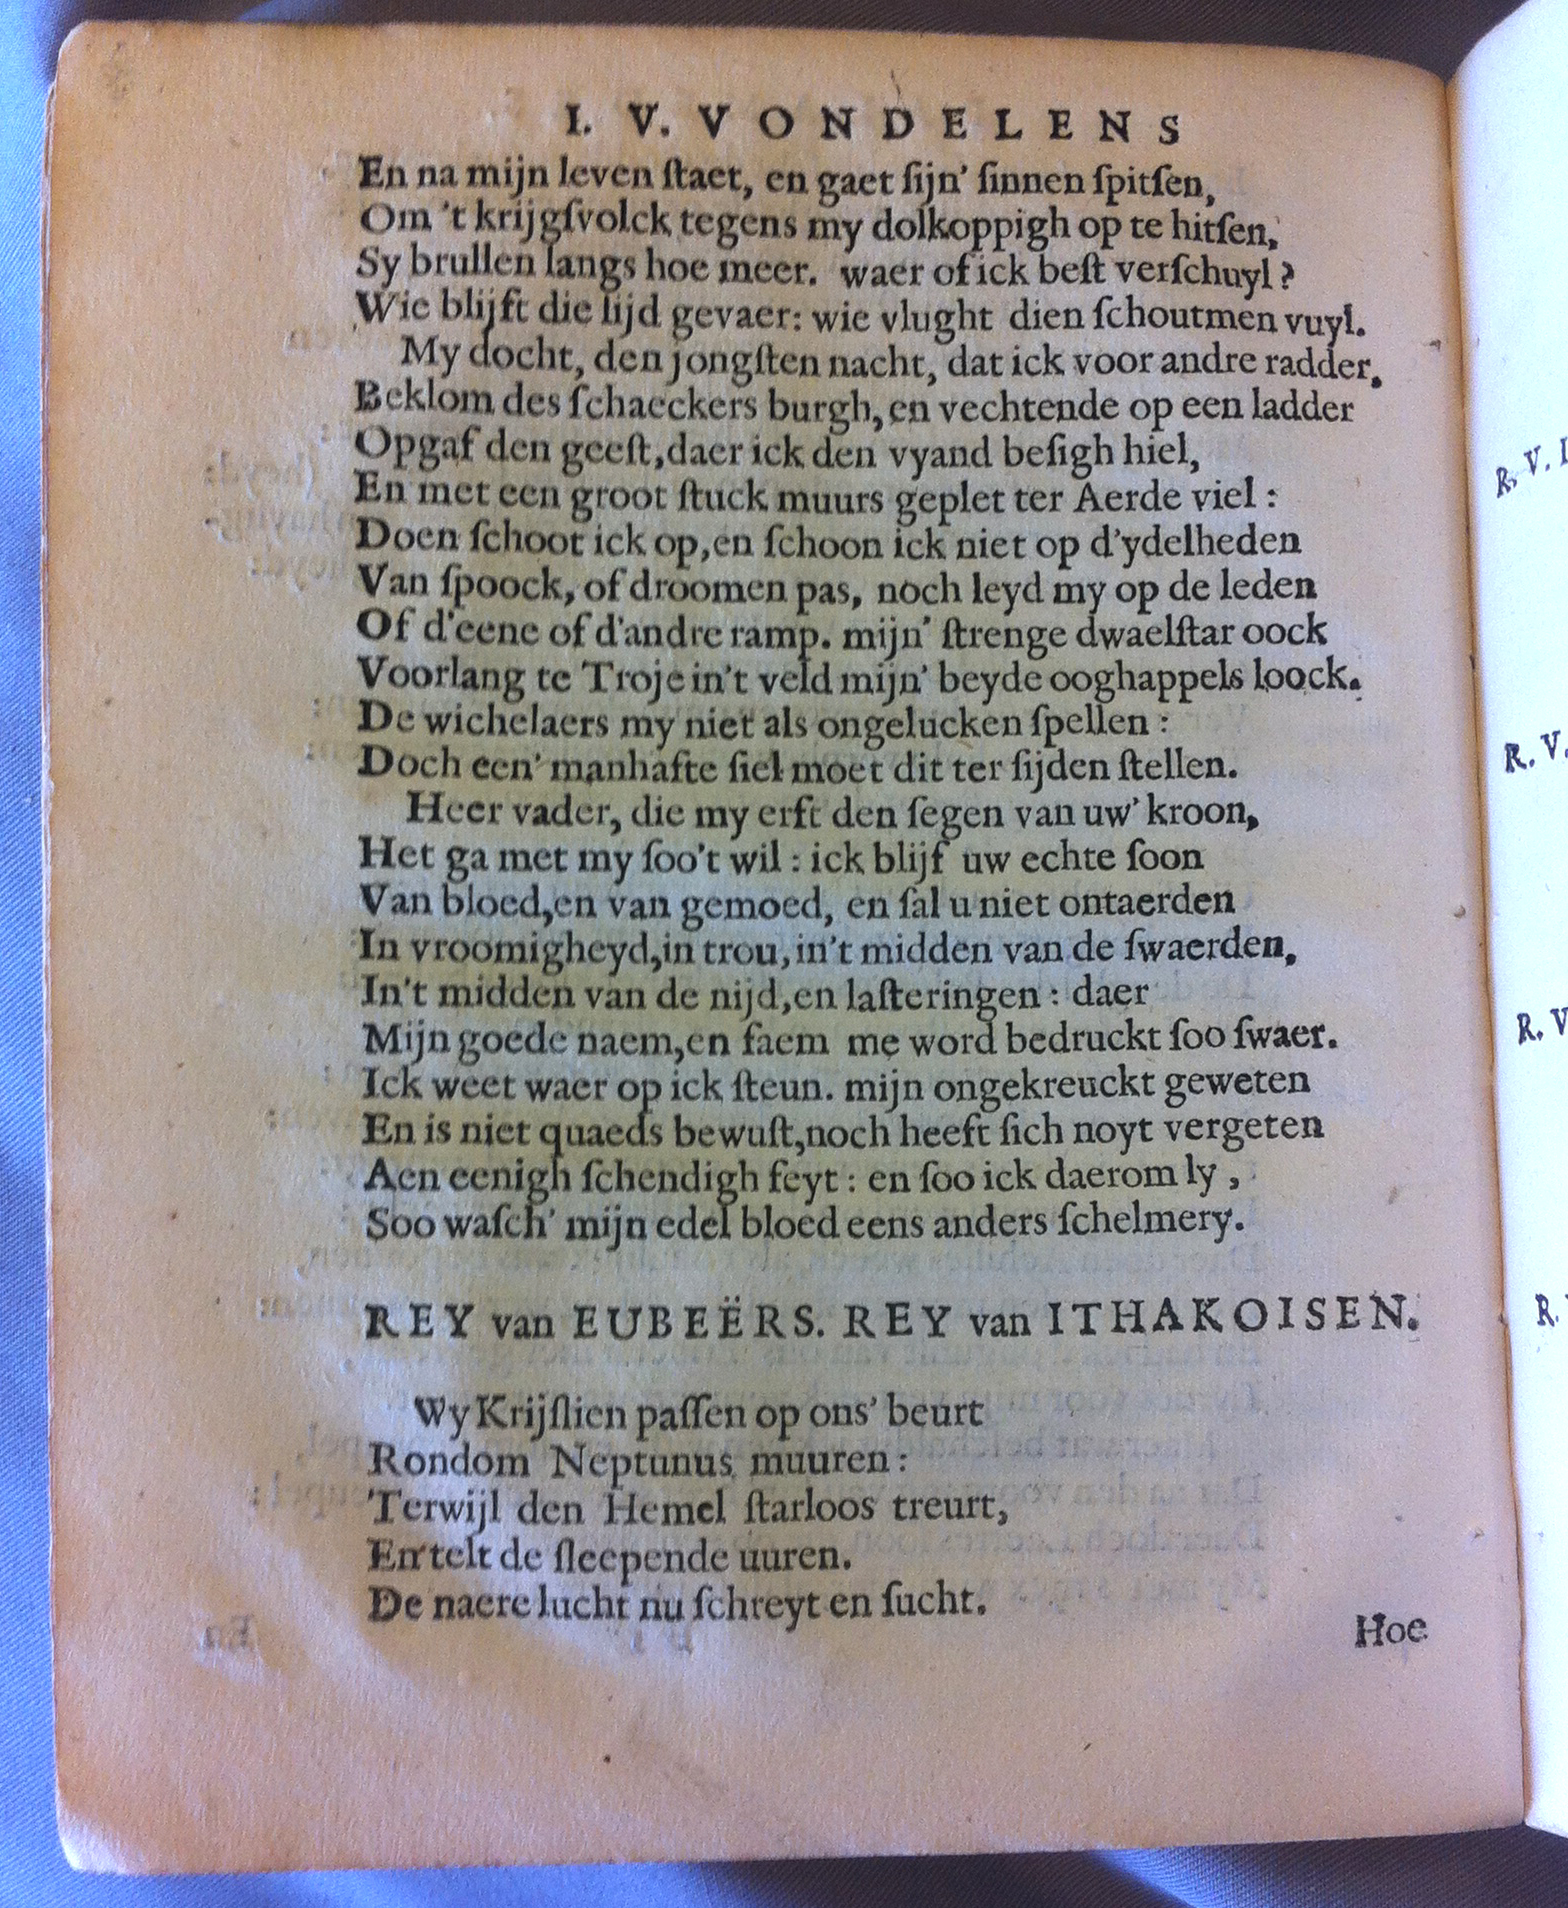 I. V. VONDELENS
En na mijn leven ſtaet, en gaet ſijn' ſinnen ſpitſen,
Om 't krijgſvolck tegens my dolkoppigh op te hitſen,
Sy brullen langs hoe meer. waer of ick beſt verſchuyl?
Wie blijft die lijd gevaer: wie vlught dien ſchoutmen vuyl.
My docht, den jongſten nacht, dat ick voor andre radder,
Beklom des ſchaeckers burgh, en vechtende op een ladder
Opgaf den geeſt, daer ick den vyand beſigh hiel,
En met een groot ſtuck muurs geplet ter Aerde viel:
Doen ſchoot ick op, en ſchoon ick niet op d'ydelheden
Van ſpoock, of droomen pas, noch leyd my op de leden
Of d'eene of d'andre ramp. mijn' ſtrenge dwaelſtar oock
Voorlang te Troje in't veld mijn' beyde ooghappels loock.
De wichelaers my niet als ongelucken ſpellen:
Doch een' manhafte ſiel moet dit ter ſijden ſtellen.
Heer vader, die my erft den ſegen van uw' kroon,
Het ga met my ſoo't wil: ick blijf uw echte ſoon
Van bloed, en van gemoed, en ſal u niet ontaerden
In vroomigheyd, in trou, in't midden van de ſwaerden,
In't midden van de nijd, en laſteringen: daer
Mijn goede naem, en faem me word bedruckt ſoo ſwaer.
Ick weet waer op ick ſteun. mijn ongekreuckt geweten
En is niet quaeds bewuſt, noch heeft ſich noyt vergeten
Aen eenigh ſchendigh feyt: en ſoo ick daerom ly,
Soo waſch' mijn edel bloed eens anders ſchelmery.
REY van EUBEËRS. REY van ITHAKOISEN.
Wy Krijſlien paſſen op ons' beurt
Rondom Neptunus muuren:
Terwijl den Hemel ſtarloos treurt,
En telt de ſleepende uuren.
De naere lucht nu ſchreyt en ſucht.
Hoe
R. V.
R. V.
R. V
R.